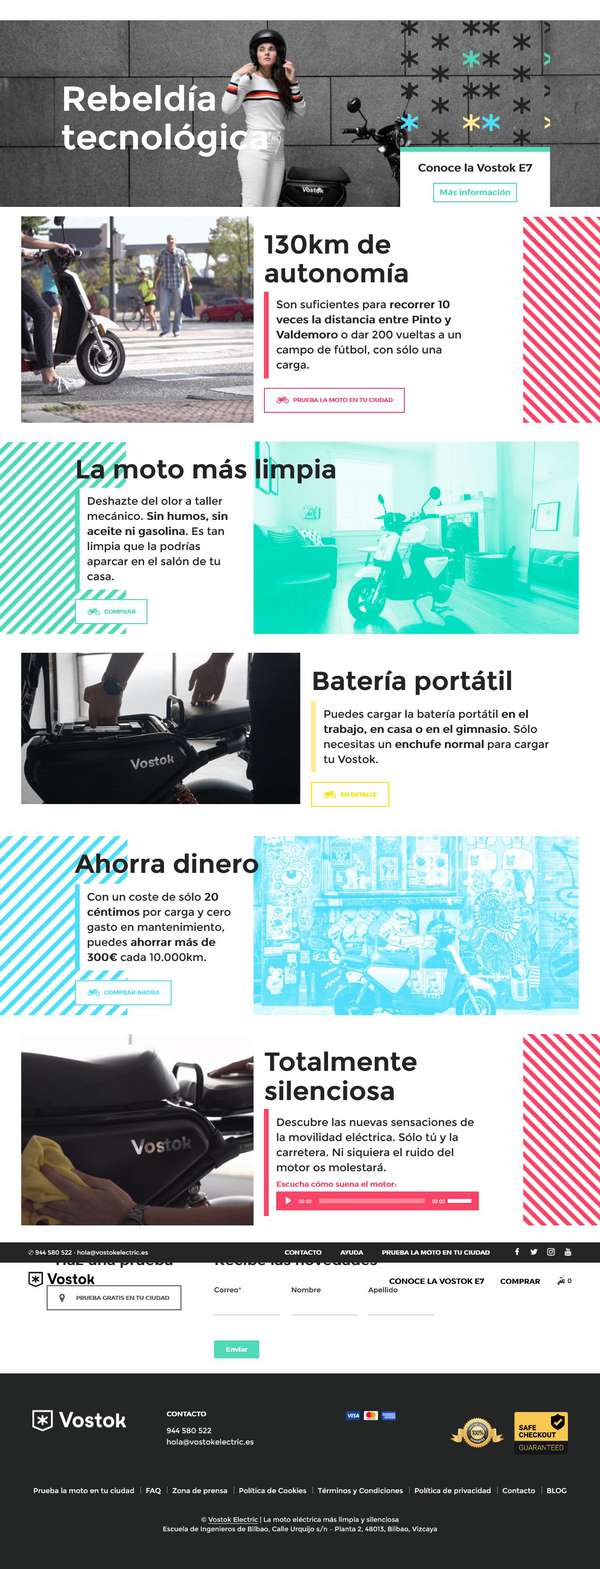 Rebeldía
tecnológica
Vostok
Conoce la Vostok E7
Más información
130km de
autonomía
Son suficientes para recorrer 10
veces la distancia entre Pinto y
Valdemoro o dar 200 vueltas a un
campo de fútbol, con sólo una
carga.
PRUEBA LA MOTO EN TU CIUDAD
La moto más limpia
Deshazte del olor a taller
mecánico. Sin humos, sin
aceite ni gasolina. Es tan
limpia que la podrías
aparcar en el salón de tu
casa.
COMPRAR
Vostok
Batería portátil
Puedes cargar la batería portátil en el
trabajo, en casa o en el gimnasio. Sólo
necesitas un enchufe normal para cargar
tu Vostok.
EN DETALLE
Ahorra dinero
Con un coste de sólo 20
céntimos por carga y cero
gasto en mantenimiento,
puedes ahorrar más de
300€ cada 10.000km.
COMPRAR AHORA
Vostok
Totalmente
silenciosa
Descubre las nuevas sensaciones de
la movilidad eléctrica. Sólo tú y la
carretera. Ni siquiera el ruido del
motor os molestará.
Escucha cómo suena el motor:
00:00 00:00
✆ 944 580 522 - hola@vostokelectric.es CONTACTO AYUDA PRUEBA LA MOTO EN TU CIUDAD
Haz una prueba Recibe las novedades
Vostok CONOCE LA VOSTOK E7 COMPRAR 0
PRUEBA GRATIS EN TU CIUDAD
Correo* Nombre Apellido
Enviar
Vostok
CONTACTO
944 580 522
hola@vostokelectric.es
VISA
100%
SAFE
CHECKOUT
GUARANTEED
Prueba la moto en tu ciudad | FAQ | Zona de prensa | Política de Cookies | Términos y Condiciones | Política de privacidad | Contacto | BLOG
© Vostok Electric | La moto eléctrica más limpia y silenciosa
Escuela de Ingenieros de Bilbao, Calle Urquijo s/n - Planta 2, 48013, Bilbao, Vizcaya